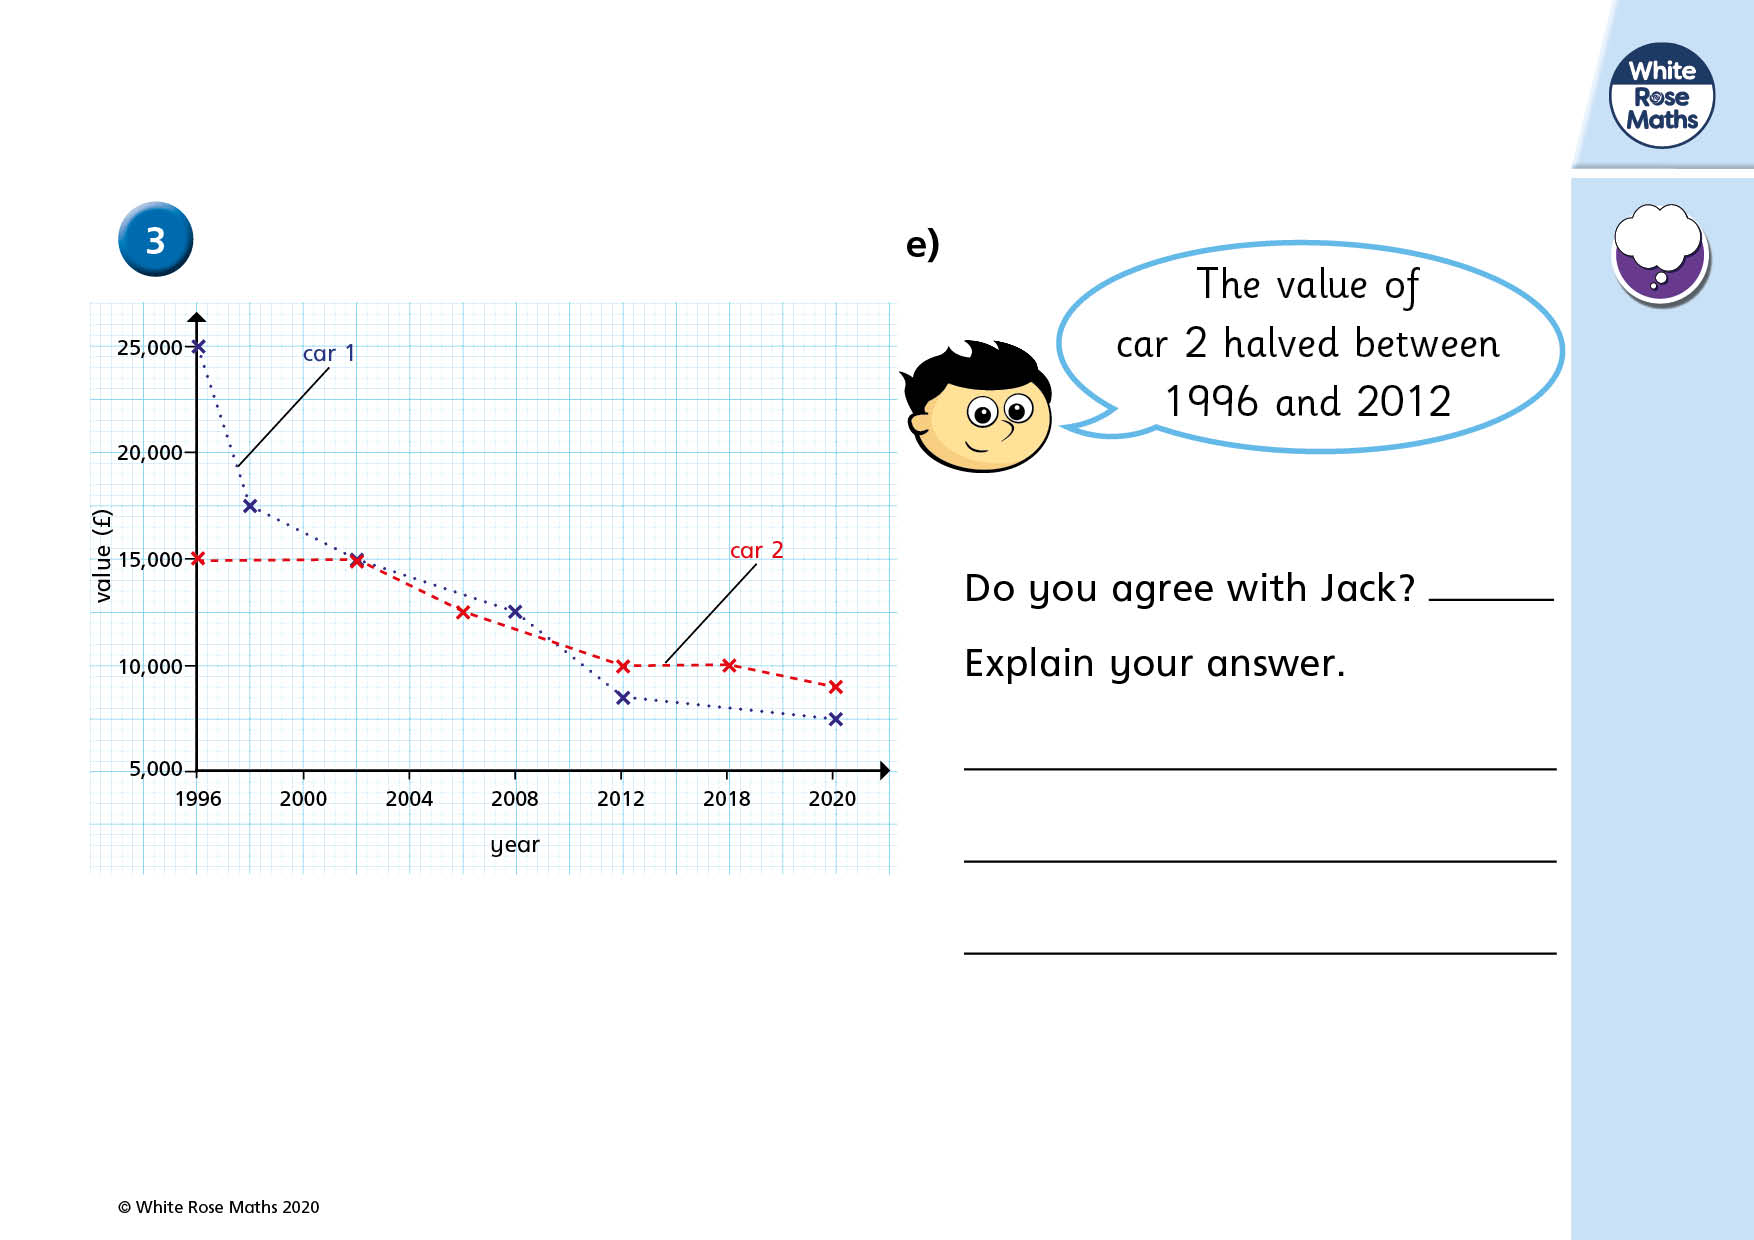 White
Rose
Maths
3
e)
The value of
car 2 halved between
1996 and 2012
25,000
20,000
15,000
10,000
5,000
value (£)
car 1
car 2
1996 2000 2004 2008 2012 2018 2020
year
Do you agree with Jack?
Explain your answer.
© White Rose Maths 2020